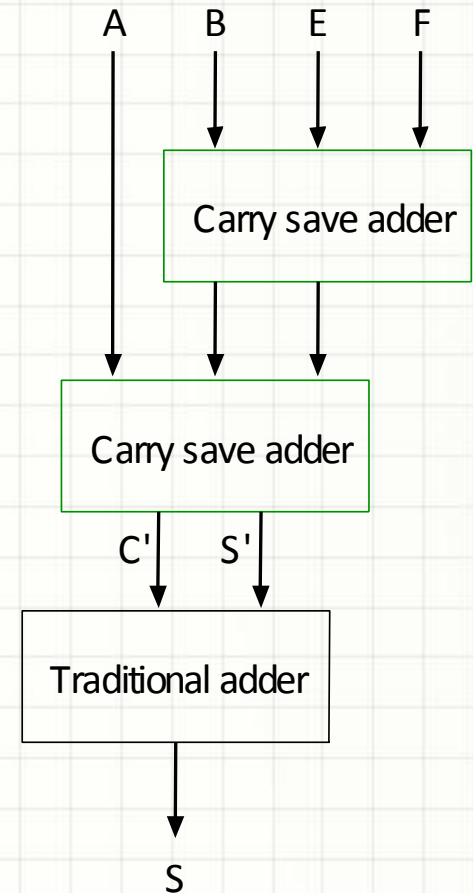 A B E F
Carry save adder
Carry save adder
C' S'
Traditional adder
S